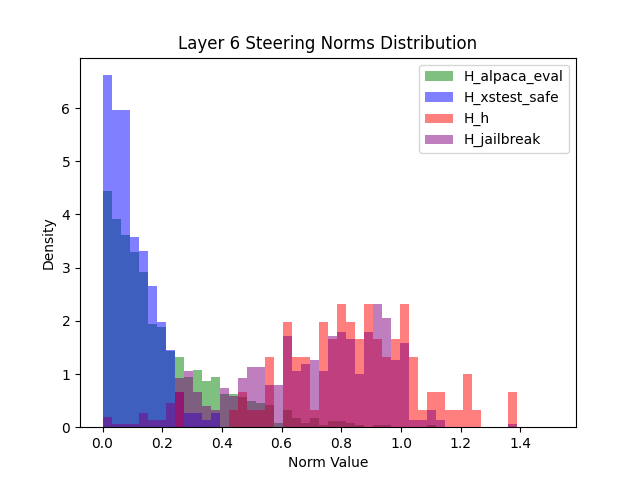 Layer 6 Steering Norms Distribution
H_alpaca_eval
H_xstest_safe
H_h
H_jailbreak
Density
6
5
4
3
2
1
0
0.0 0.2 0.4 0.6 0.8 1.0 1.2 1.4
Norm Value